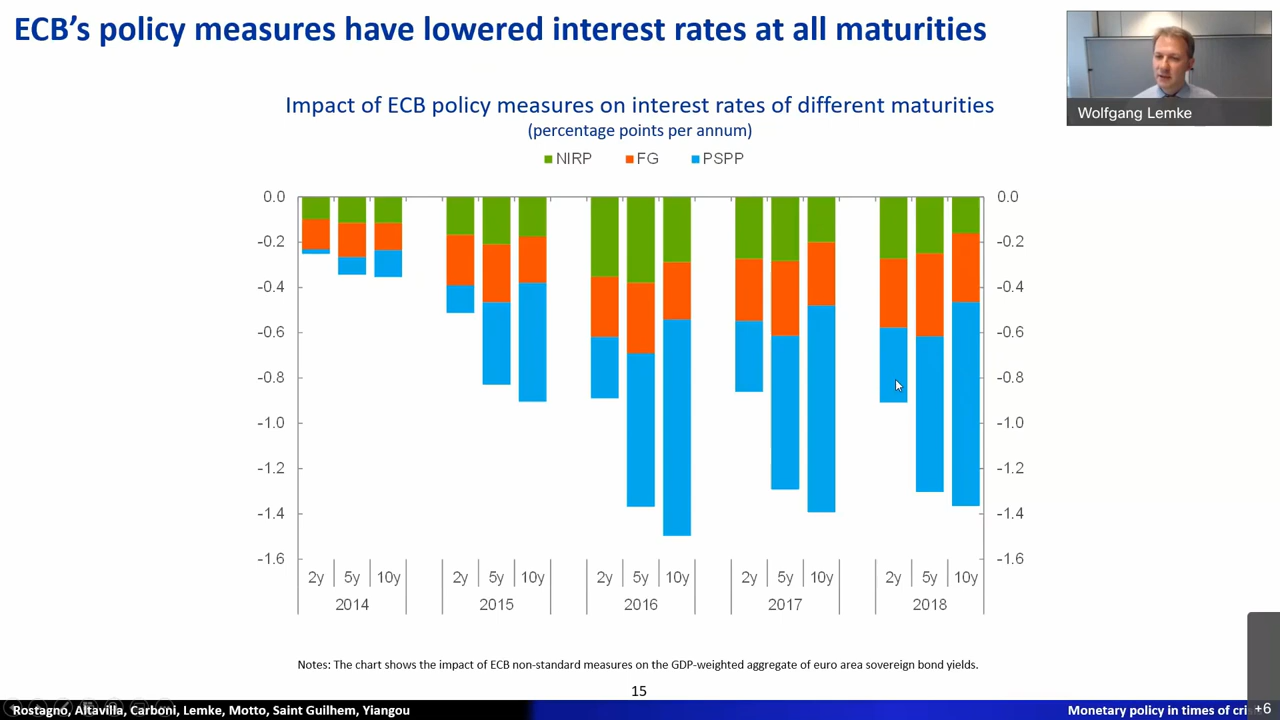 ECB's policy measures have lowered interest rates at all maturities
Wolfgang Lemke
Impact of ECB policy measures on interest rates of different maturities
(percentage points per annum)
NIRP FG PSPP
0.0 0.0
-0.2 -0.2
-0.4 -0.4
-0.6 -0.6
-0.8 -0.8
-1.0 -1.0
-1.2 -1.2
-1.4 -1.4
-1.6 -1.6
2y 5y 10y 2y 5y 10y 2y 5y 10y 2y 5y 10y 2y 5y 10y
2014 2015 2016 2017 2018
Notes: The chart shows the impact of ECB non-standard measures on the GDP-weighted aggregate of euro area sovereign bond yields.
15
Rostagno, Altavilla, Carboni, Lemke, Motto, Saint Guilhem, Yiangou
Monetary policy in times of cri
+6